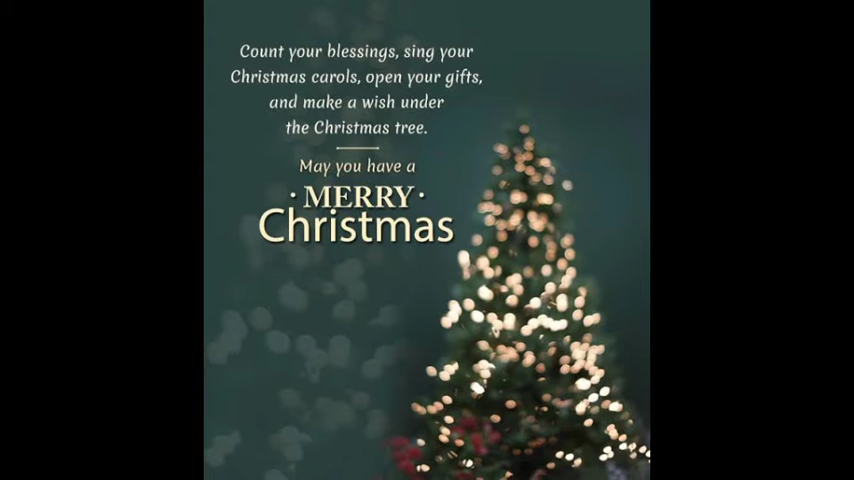 Count your blessings, sing your
Christmas carols, open your gifts,
and make a wish under
the Christmas tree.
May you have a
· MERRY ·
Christmas